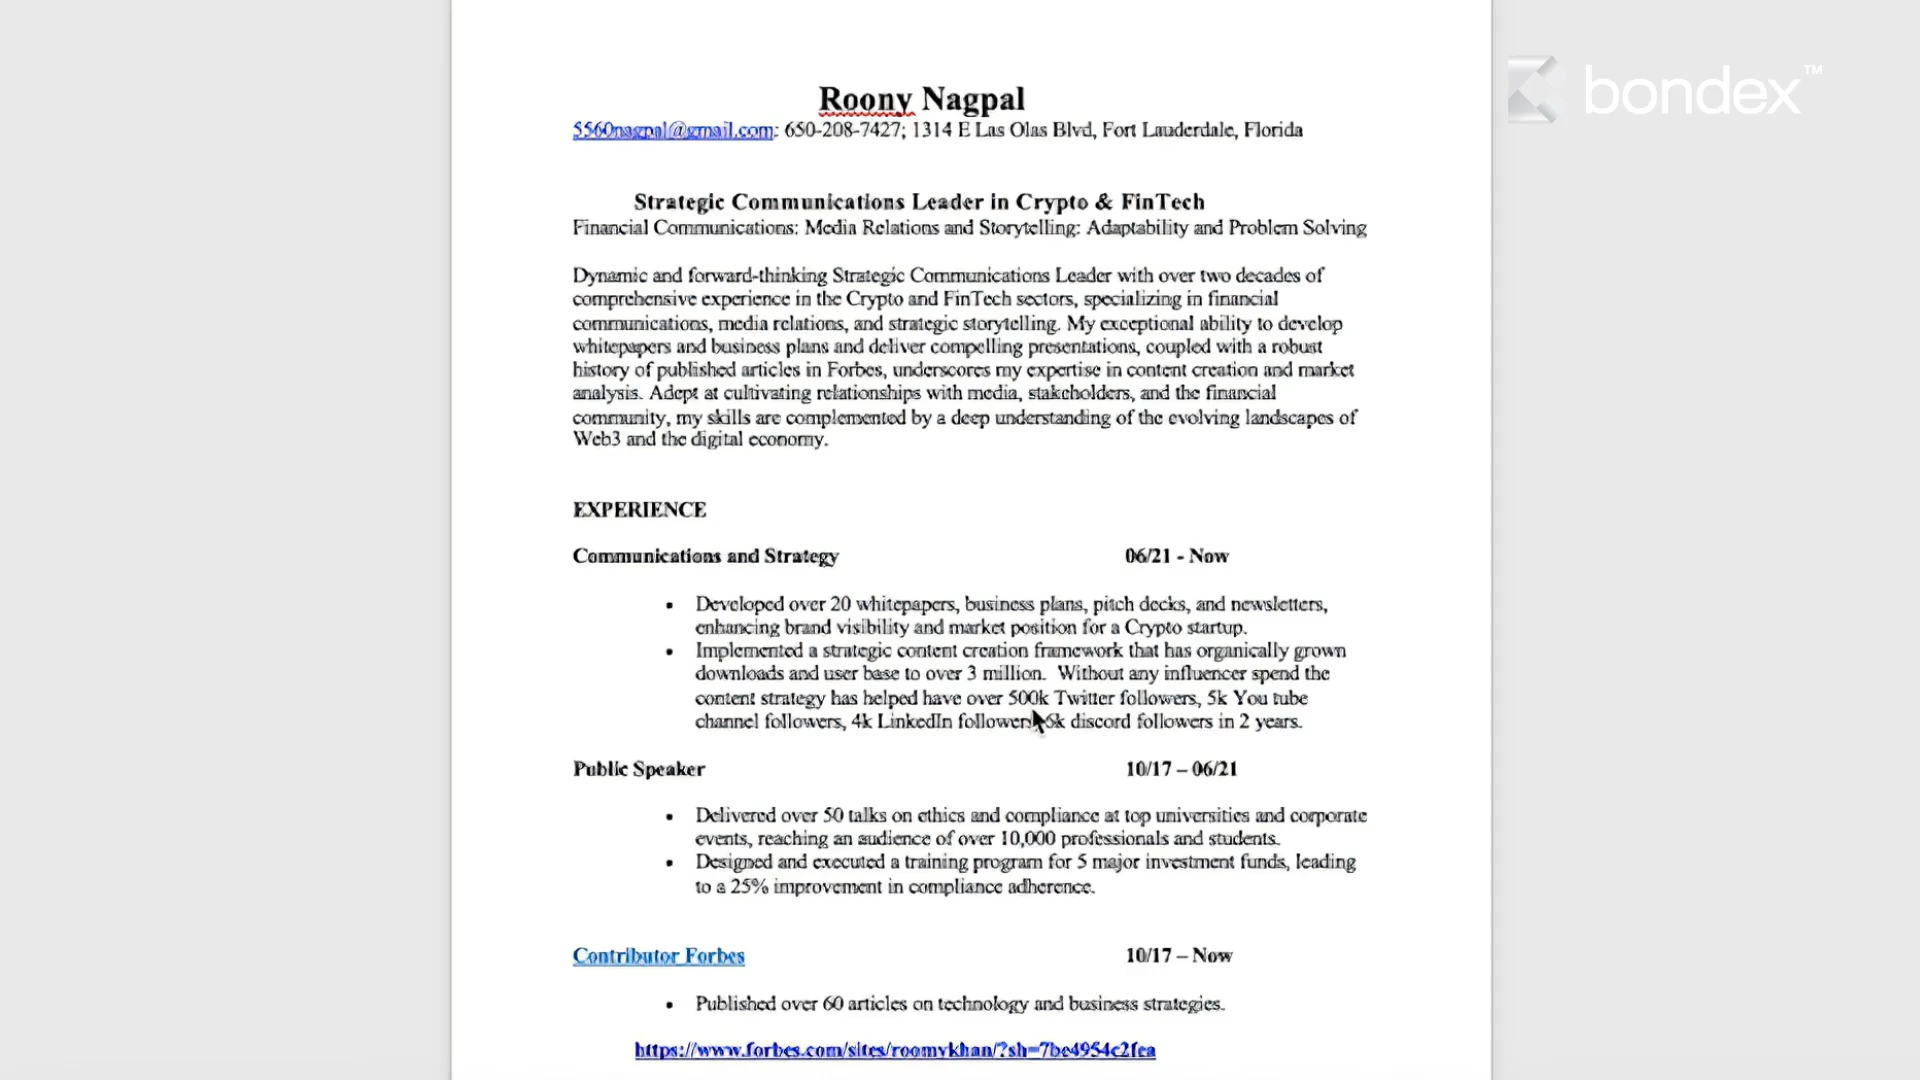 bondex™
Roony Nagpal
5560nagpal@gmail.com: 650-208-7427; 1314 E Las Olas Blvd, Fort Lauderdale, Florida
Strategic Communications Leader in Crypto & FinTech
Financial Communications: Media Relations and Storytelling: Adaptability and Problem Solving
Dynamic and forward-thinking Strategic Communications Leader with over two decades of
comprehensive experience in the Crypto and FinTech sectors, specializing in financial
communications, media relations, and strategic storytelling. My exceptional ability to develop
whitepapers and business plans and deliver compelling presentations, coupled with a robust
history of published articles in Forbes, underscores my expertise in content creation and market
analysis. Adept at cultivating relationships with media, stakeholders, and the financial
community, my skills are complemented by a deep understanding of the evolving landscapes of
Web3 and the digital economy.
EXPERIENCE
Communications and Strategy 06/21 - Now
• Developed over 20 whitepapers, business plans, pitch decks, and newsletters,
enhancing brand visibility and market position for a Crypto startup.
• Implemented a strategic content creation framework that has organically grown
downloads and user base to over 3 million. Without any influencer spend the
content strategy has helped have over 500k Twitter followers, 5k You tube
channel followers, 4k LinkedIn followers discord followers in 2 years.
Public Speaker 10/17 – 06/21
• Delivered over 50 talks on ethics and compliance at top universities and corporate
events, reaching an audience of over 10,000 professionals and students.
• Designed and executed a training program for 5 major investment funds, leading
to a 25% improvement in compliance adherence.
Contributor Forbes 10/17 – Now
• Published over 60 articles on technology and business strategies.
https://www.forbes.com/sites/roomykhan/?sh=7be4954c2fea